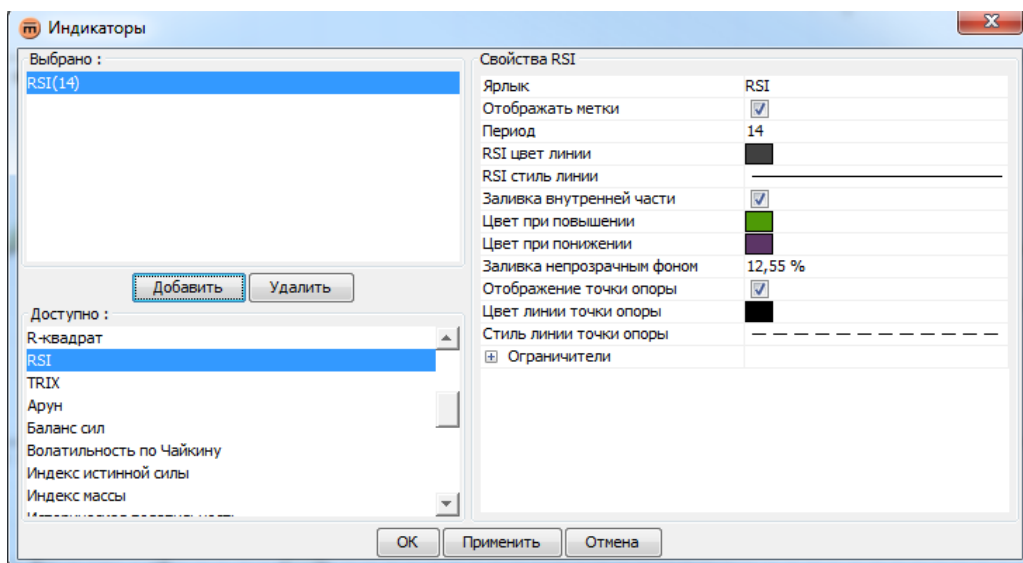 Индикаторы
Выбрано :
RSI(14)
Добавить
Удалить
Доступно :
R-квадрат
RSI
TRIX
Арун
Баланс сил
Волатильность по Чайкину
Индекс истинной силы
Индекс массы
Свойства RSI
Ярлык RSI
Отображать метки
Период 14
RSI цвет линии
RSI стиль линии
Заливка внутренней части
Цвет при повышении
Цвет при понижении
Заливка непрозрачным фоном 12,55 %
Отображение точки опоры
Цвет линии точки опоры
Стиль линии точки опоры
Ограничители
OK
Применить
Отмена